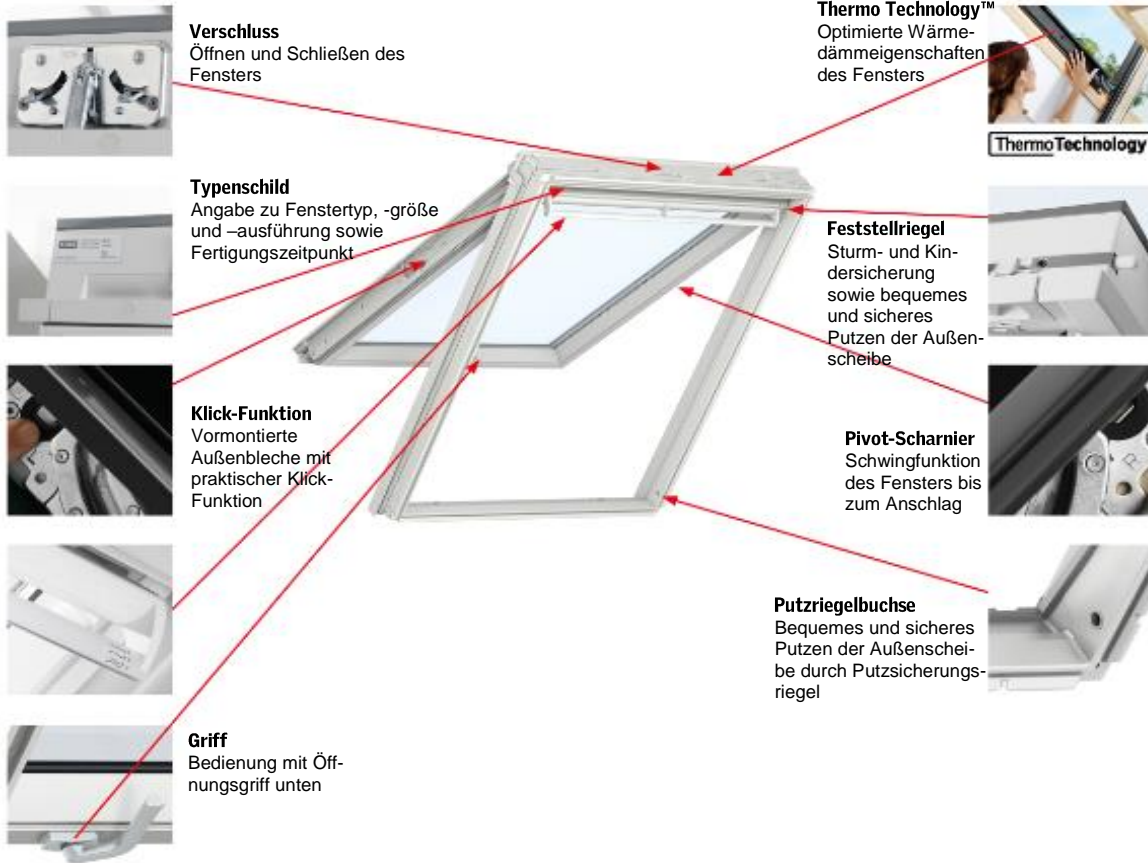 Verschluss
Öffnen und Schließen des
Fensters
Typenschild
Angabe zu Fenstertyp, -größe
und –ausführung sowie
Fertigungszeitpunkt
Klick-Funktion
Vormontierte
Außenbleche mit
praktischer Klick-
Funktion
Griff
Bedienung mit Öff-
nungsgriff unten
Thermo Technology™
Optimierte Wärme-
dämmeigenschaften
des Fensters
ThermoTechnology
Feststellriegel
Sturm- und Kin-
dersicherung
sowie bequemes
und sicheres
Putzen der Außen-
scheibe
Pivot-Scharnier
Schwingfunktion
des Fensters bis
zum Anschlag
Putzriegelbuchse
Bequemes und sicheres
Putzen der Außenschei-
be durch Putzsicherungs-
riegel